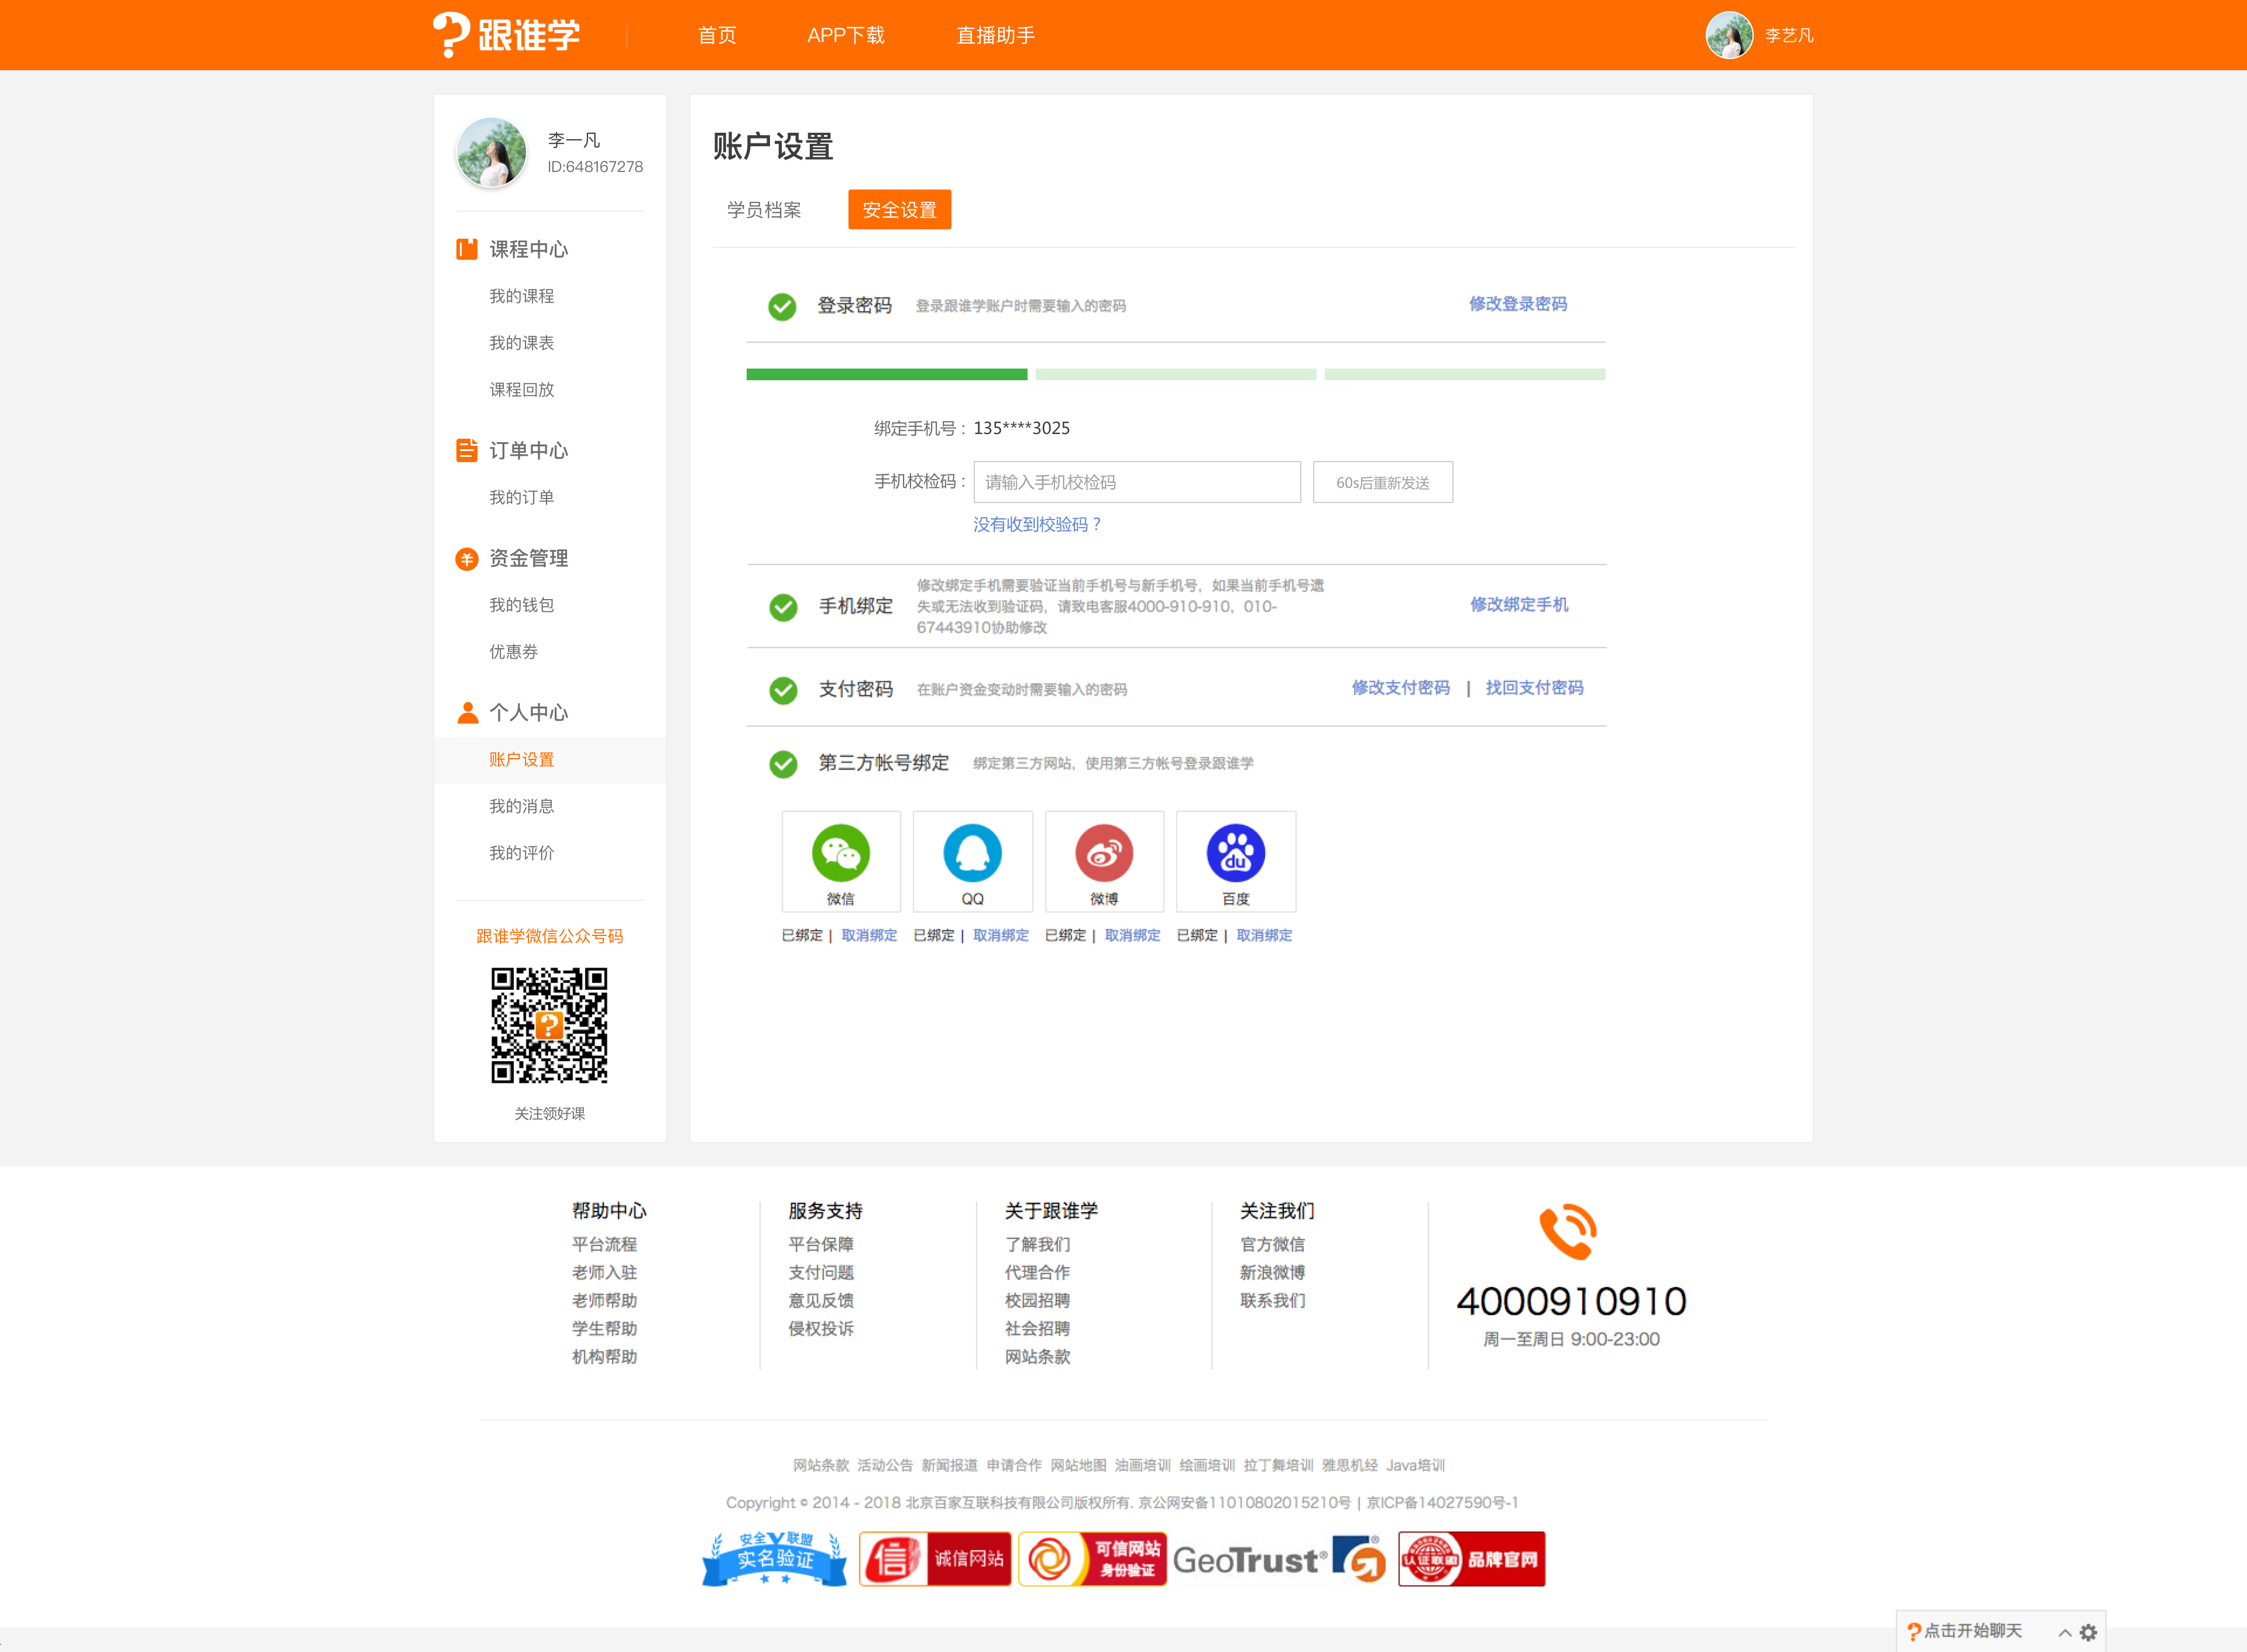 跟谁学
首页 APP下载 直播助手
李艺凡
李一凡
ID:648167278
课程中心
我的课程
我的课表
课程回放
订单中心
我的订单
资金管理
我的钱包
优惠券
个人中心
账户设置
我的消息
我的评价
跟谁学微信公众号码
关注领好课
账户设置
学员档案 安全设置
登录密码 登录跟谁学账户时需要输入的密码 修改登录密码
绑定手机号 : 135****3025
手机校检码 : 请输入手机校检码 60s后重新发送
没有收到校验码？
手机绑定 修改绑定手机
修改绑定手机需要验证当前手机号与新手机号，如果当前手机号遗
失或无法收到验证码，请致电客服4000-910-910，010-
67443910协助修改
支付密码 在账户资金变动时需要输入的密码 修改支付密码 | 找回支付密码
第三方帐号绑定 绑定第三方网站，使用第三方帐号登录跟谁学
du
微信 QQ 微博 百度
已绑定 | 取消绑定 已绑定 | 取消绑定 已绑定 | 取消绑定 已绑定 | 取消绑定
帮助中心
平台流程
老师入驻
老师帮助
学生帮助
机构帮助
服务支持
平台保障
支付问题
意见反馈
侵权投诉
关于跟谁学
了解我们
代理合作
校园招聘
社会招聘
网站条款
关注我们
官方微信
新浪微博
联系我们
4000910910
周一至周日 9:00-23:00
网站条款 活动公告 新闻报道 申请合作 网站地图 油画培训 绘画培训 拉丁舞培训 雅思机经 Java培训
Copyright © 2014 - 2018 北京百家互联科技有限公司版权所有. 京公网安备11010802015210号 | 京ICP备14027590号-1
安全 联盟
实名验证
信 诚信网站
可信网站
身份验证
GeoTrust®
认证联盟 品牌官网
点击开始聊天